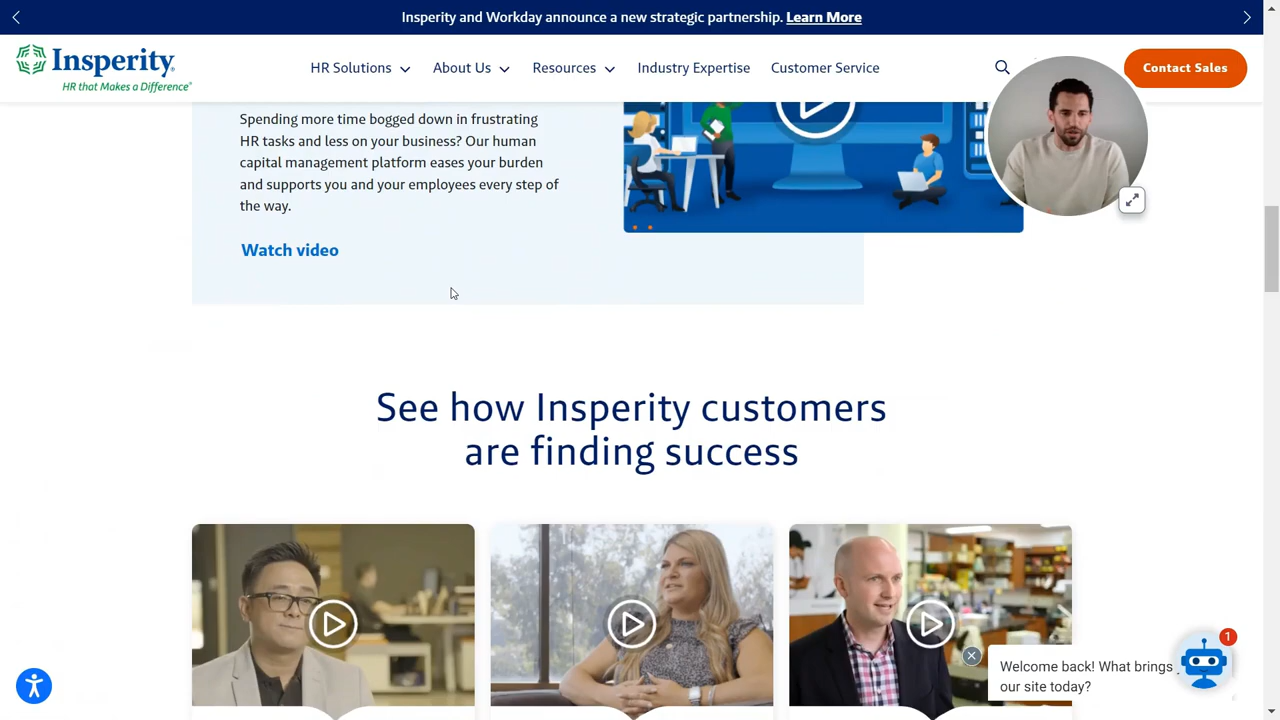 Insperity and Workday announce a new strategic partnership. Learn More
Insperity
HR that Makes a Difference
HR Solutions
About Us
Resources
Industry Expertise
Customer Service
Contact Sales
Spending more time bogged down in frustrating
HR tasks and less on your business? Our human
capital management platform eases your burden
and supports you and your employees every step of
the way.
Watch video
See how Insperity customers
are finding success
1
Welcome back! What brings
our site today?